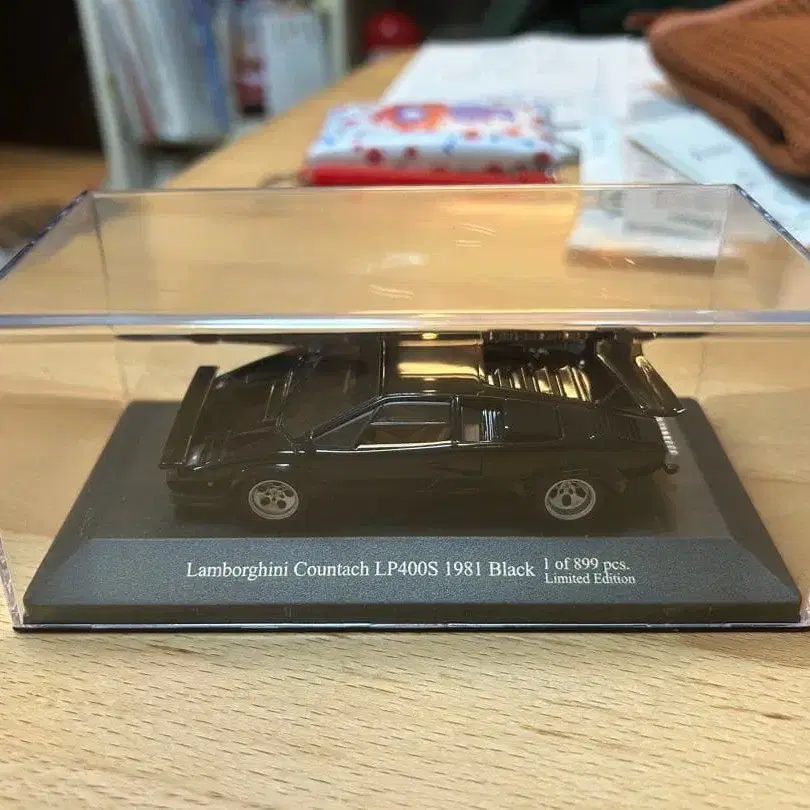 Lamborghini Countach LP400S 1981 Black
1 of 899 pcs.
Limited Edition